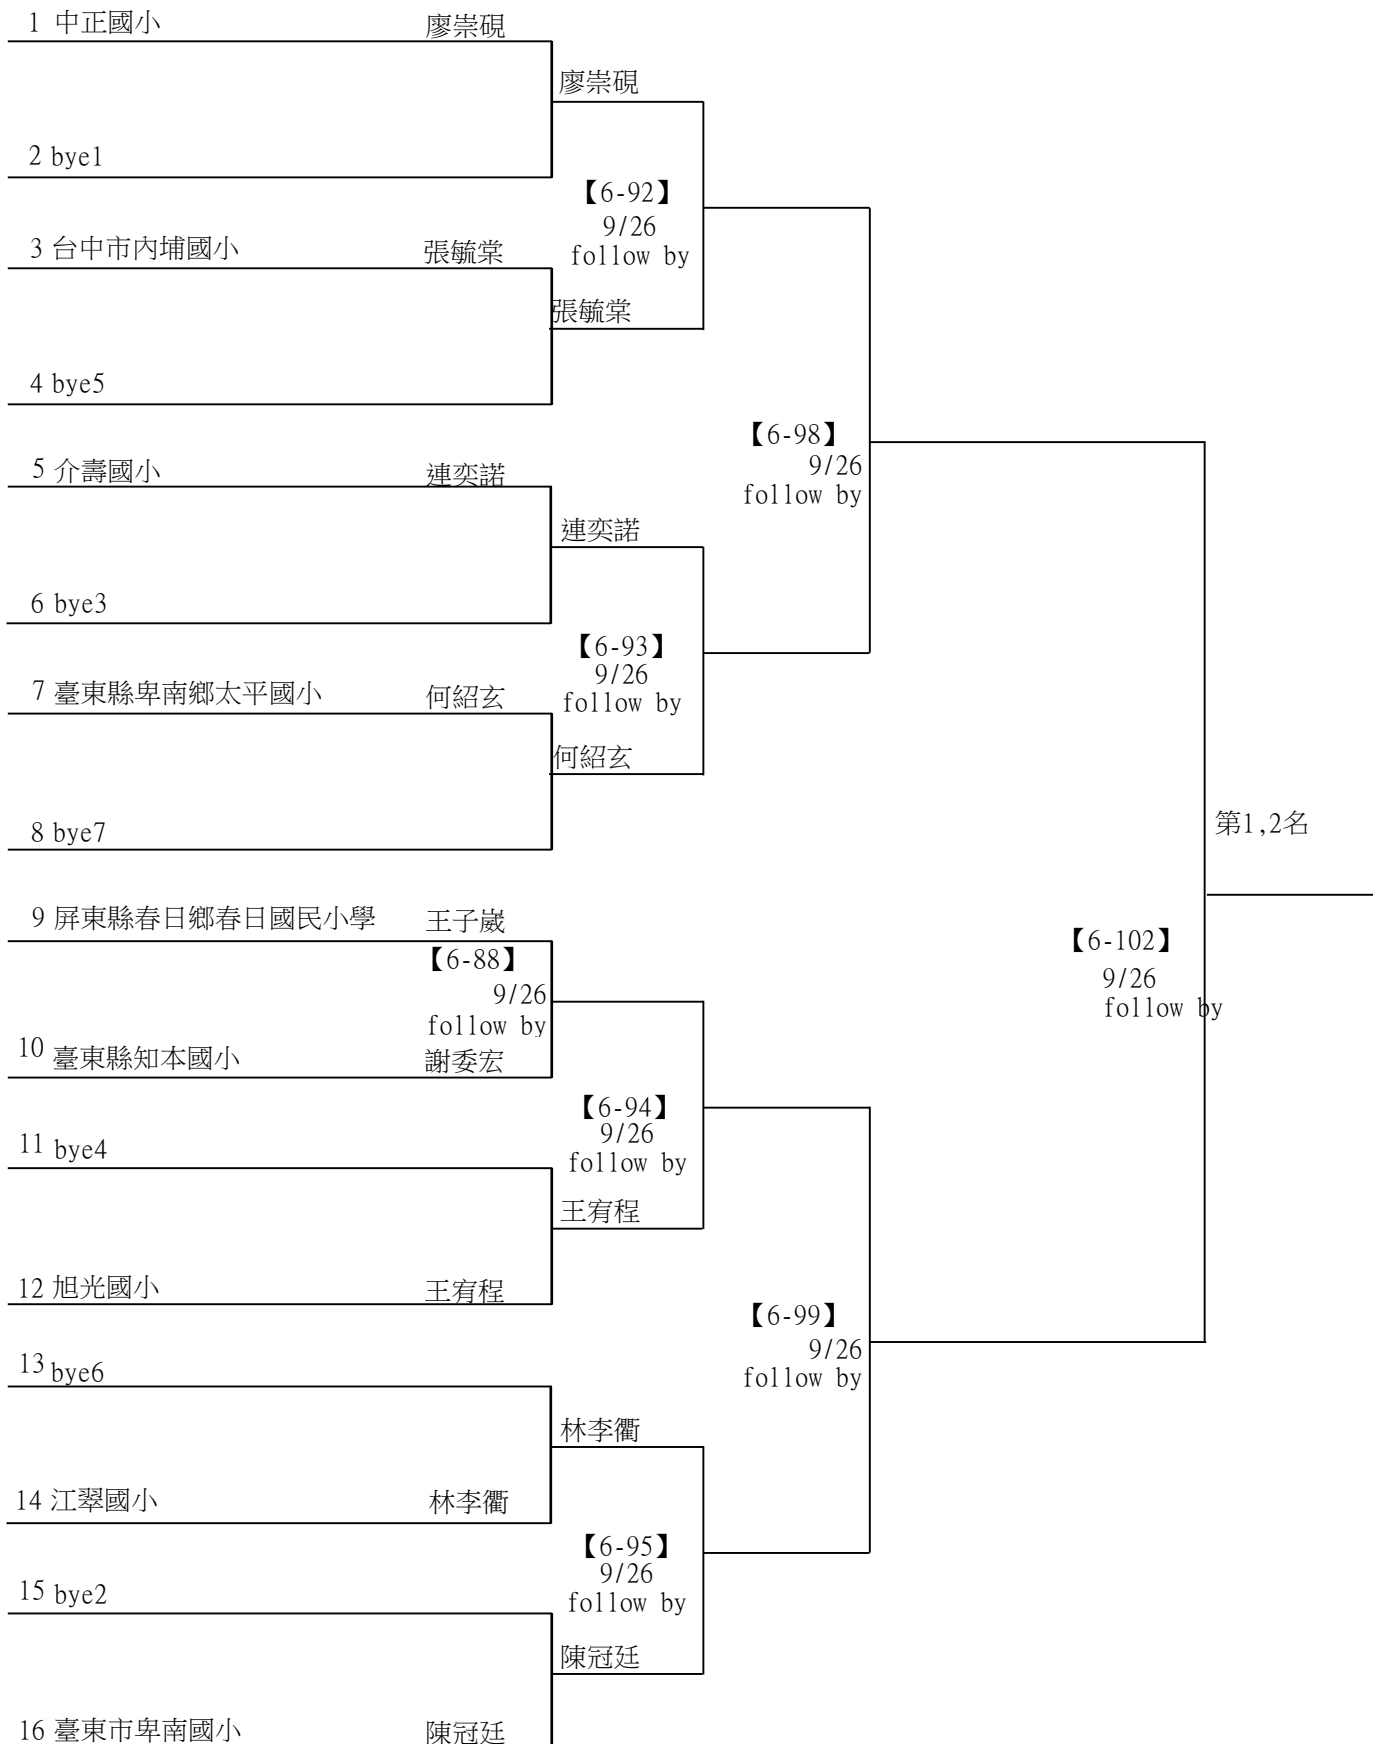 1 中正國小 廖崇硯
廖崇硯
2 bye1
【6-92】
9/26
follow by
3 台中市內埔國小 張毓棠
張毓棠
4 bye5
【6-98】
9/26
follow by
5 介壽國小 連奕諾
連奕諾
6 bye3
【6-93】
9/26
follow by
7 臺東縣卑南鄉太平國小 何紹玄
何紹玄
8 bye7
第1,2名
9 屏東縣春日鄉春日國民小學 王子崴
【6-88】
9/26
follow by
【6-102】
9/26
follow by
10 臺東縣知本國小 謝委宏
【6-94】
9/26
follow by
11 bye4
王宥程
12 旭光國小 王宥程
【6-99】
9/26
follow by
13 bye6
林李衢
14 江翠國小 林李衢
【6-95】
9/26
follow by
15 bye2
陳冠廷
16 臺東市卑南國小 陳冠廷